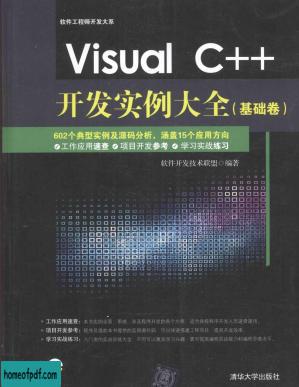 软件工程师开发大系
Visual C++
开发实例大全(基础卷)
602个典型实例及源码分析，涵盖15个应用方向
工作应用速查 项目开发参考 学习实战练习
软件开发技术联盟 编著
工作应用速查：
项目开发参考：
学习实战练习：
清华大学出版社
homeofpdf.com